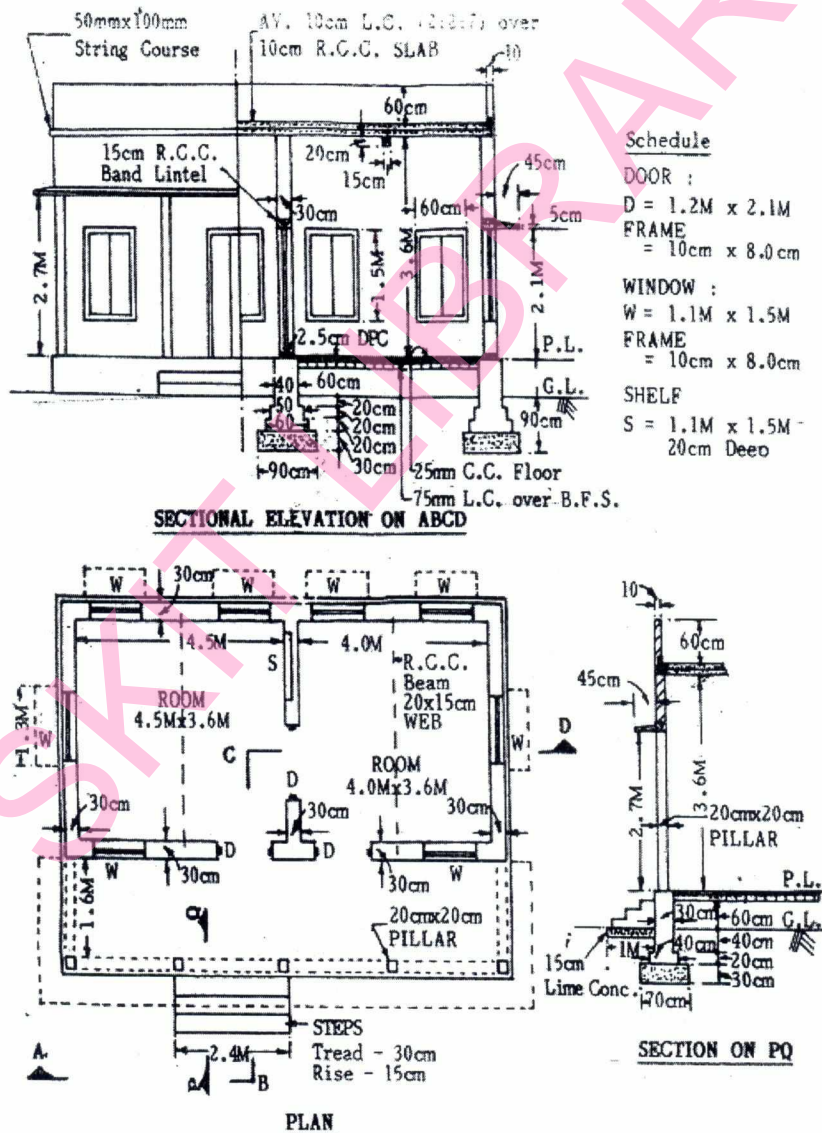 50mmx100mm
String Course
AV. 10cm L.C. (2:2:7) over
10cm R.C.C. SLAB
10
60cm
15cm R.C.C.
Band Lintel
20cm
15cm
45cm
30cm
60cm
5cm
2.7M
1.5M
3.6M
2.1M
2.5cm DPC
P.L.
G.L.
40
60cm
50
20cm
60
20cm
20cm
30cm
90cm
90cm
25mm C.C. Floor
75mm L.C. over B.F.S.
SECTIONAL ELEVATION ON ABCD
Schedule
DOOR :
D = 1.2M x 2.1M
FRAME
= 10cm x 8.0cm
WINDOW :
W = 1.1M x 1.5M
FRAME
= 10cm x 8.0cm
SHELF
S = 1.1M x 1.5M
20cm Deep
W
30cm
W
W
W
4.5M
4.0M
S
R.C.C.
Beam
20x15cm
WEB
ROOM
4.5Mx3.6M
1.3M
W
W
D
C
ROOM
4.0Mx3.6M
D
30cm
30cm
30cm
D
D
W
30cm
30cm
W
1.6M
Q
20cmx20cm
PILLAR
STEPS
Tread - 30cm
Rise - 15cm
2.4M
A
P
B
PLAN
10
60cm
45cm
2.7M
3.6M
20cmx20cm
PILLAR
P.L.
30cm
60cm
G.L.
1M
40cm
40cm
15cm
20cm
Lime Conc.
30cm
70cm
SECTION ON PQ
SKIT LIBRAR